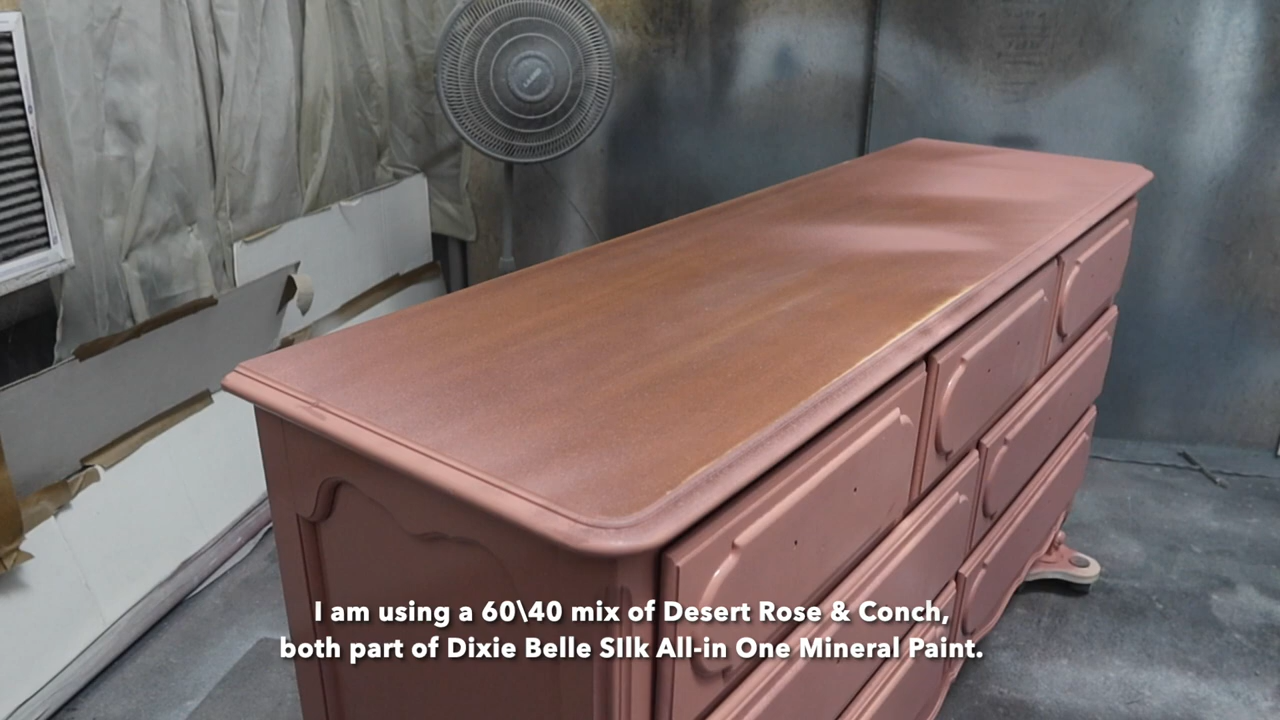 I am using a 60\40 mix of Desert Rose & Conch,
both part of Dixie Belle SIlk All-in One Mineral Paint.